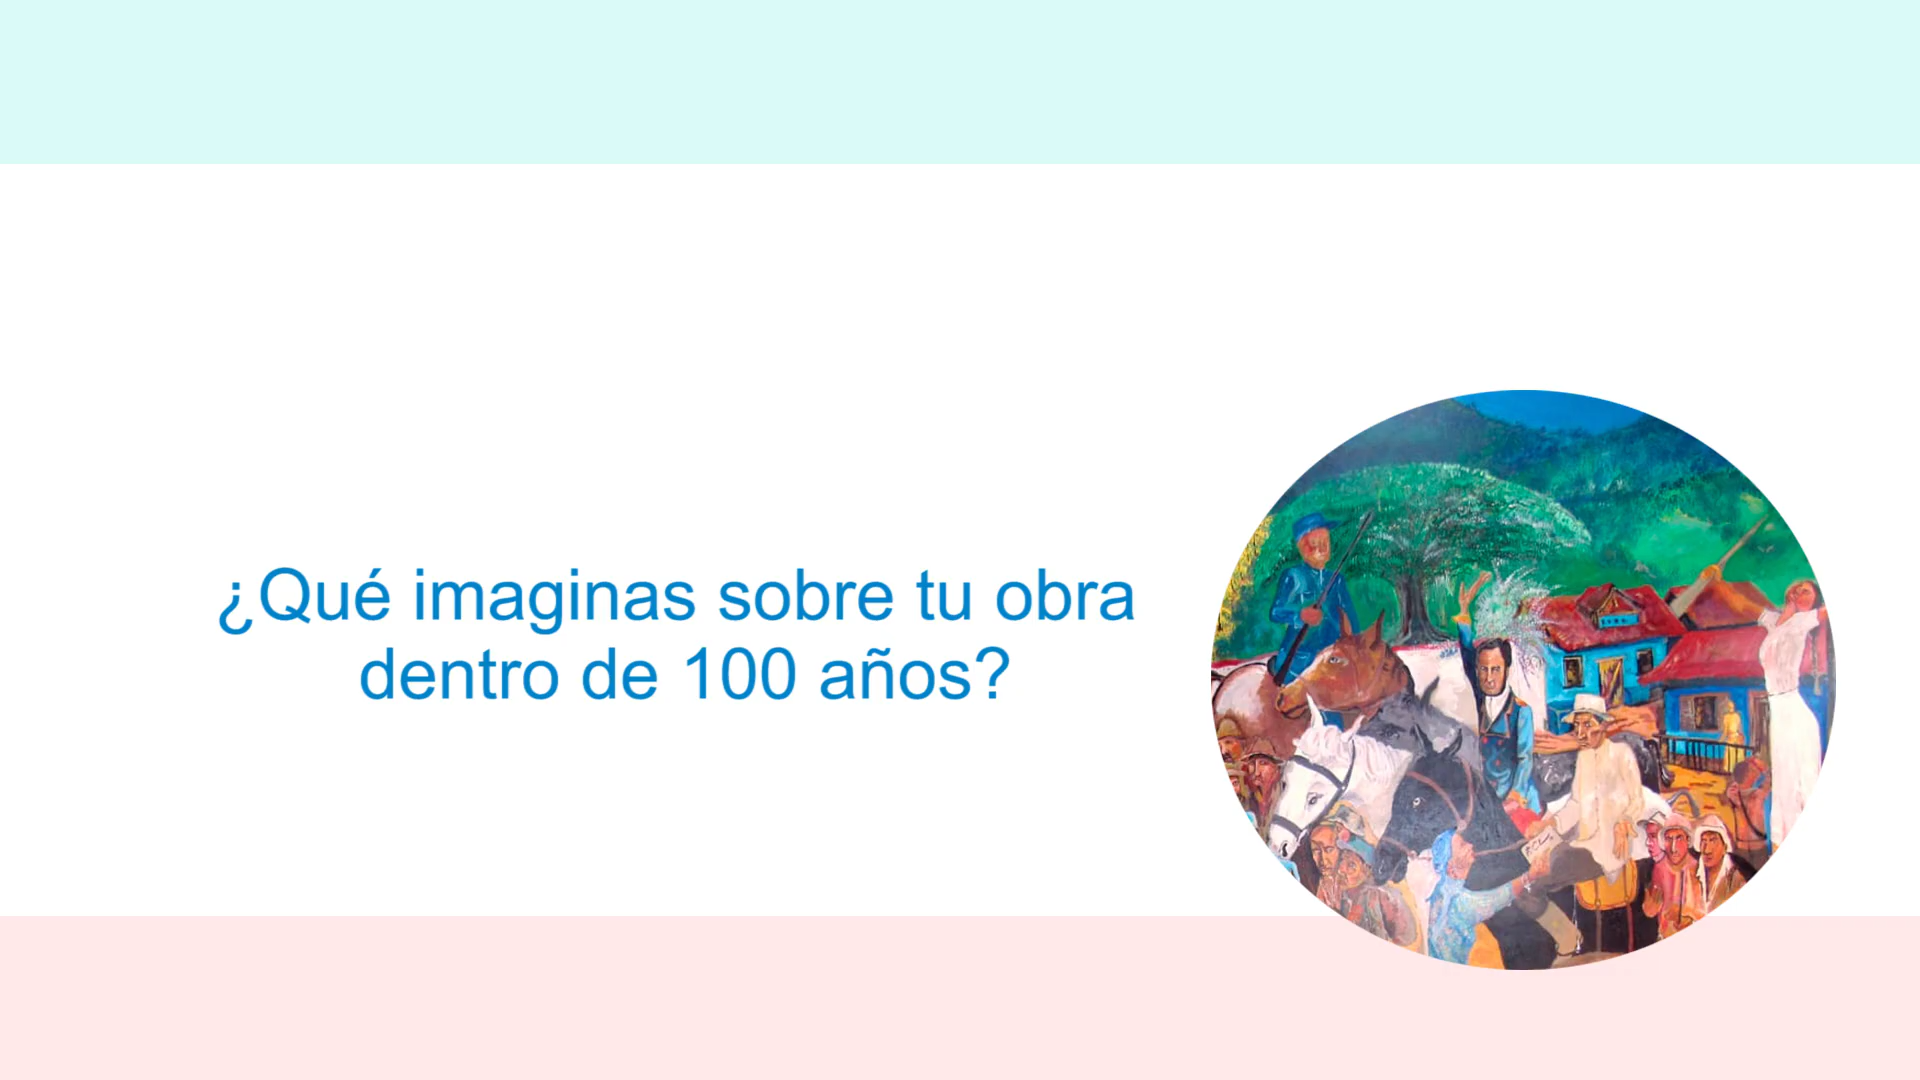 ¿Qué imaginas sobre tu obra
dentro de 100 años?